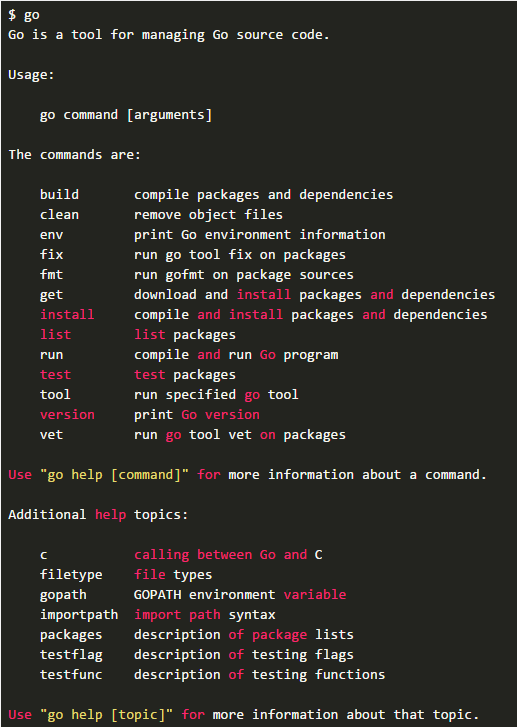 $ go
Go is a tool for managing Go source code.
Usage:
go command [arguments]
The commands are:
build compile packages and dependencies
clean remove object files
env print Go environment information
fix run go tool fix on packages
fmt run gofmt on package sources
get download and install packages and dependencies
install compile and install packages and dependencies
list list packages
run compile and run Go program
test test packages
tool run specified go tool
version print Go version
vet run go tool vet on packages
Use "go help [command]" for more information about a command.
Additional help topics:
c calling between Go and C
filetype file types
gopath GOPATH environment variable
importpath import path syntax
packages description of package lists
testflag description of testing flags
testfunc description of testing functions
Use "go help [topic]" for more information about that topic.